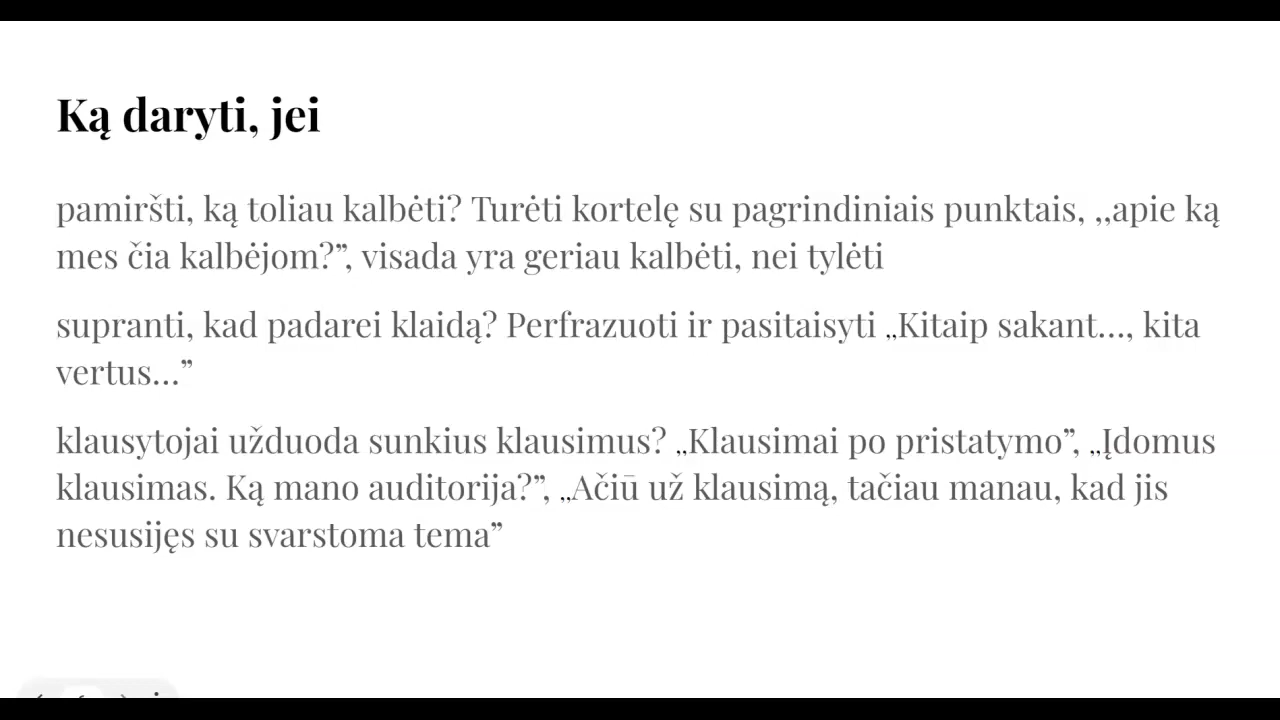 Ką daryti, jei
pamiršti, ką toliau kalbėti? Turėti kortelę su pagrindiniais punktais, ,,apie ką
mes čia kalbėjom?”, visada yra geriau kalbėti, nei tylėti
supranti, kad padarei klaidą? Perfrazuoti ir pasitaisyti „Kitaip sakant..., kita
vertus...”
klausytojai užduoda sunkius klausimus? „Klausimai po pristatymo”, „Įdomus
klausimas. Ką mano auditorija?”, „Ačiū už klausimą, tačiau manau, kad jis
nesusijęs su svarstoma tema”